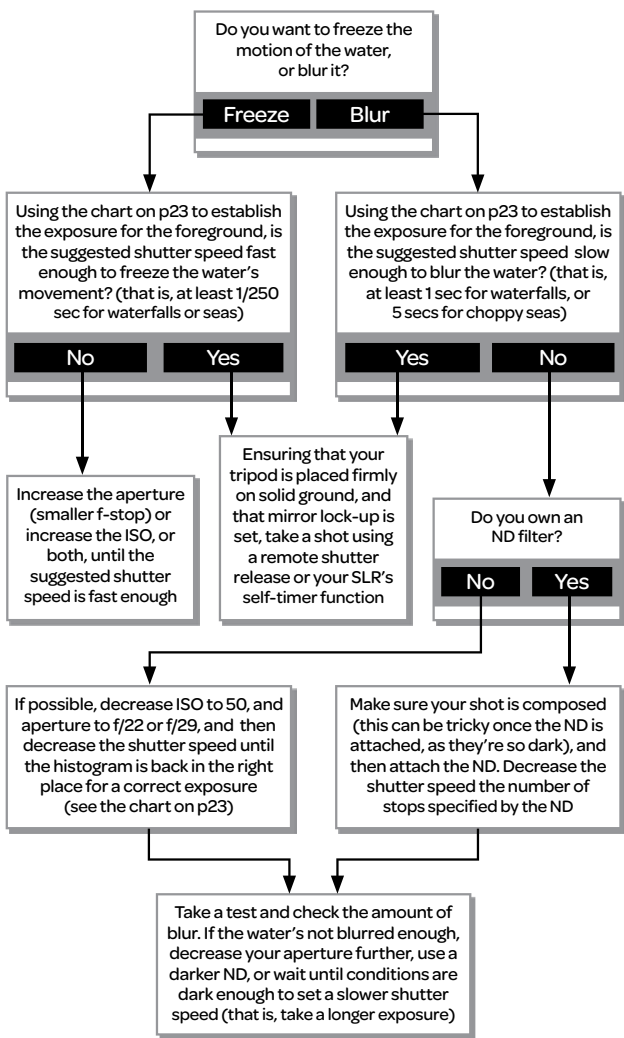 Do you want to freeze the
motion of the water,
or blur it?
Freeze
Blur
Using the chart on p23 to establish
the exposure for the foreground, is
the suggested shutter speed fast
enough to freeze the water's
movement? (that is, at least 1/250
sec for waterfalls or seas)
No
Yes
Using the chart on p23 to establish
the exposure for the foreground, is
the suggested shutter speed slow
enough to blur the water? (that is,
at least 1 sec for waterfalls, or
5 secs for choppy seas)
Yes
No
Increase the aperture
(smaller f-stop) or
increase the ISO, or
both, until the
suggested shutter
speed is fast enough
Ensuring that your
tripod is placed firmly
on solid ground, and
that mirror lock-up is
set, take a shot using
a remote shutter
release or your SLR's
self-timer function
Do you own an
ND filter?
No
Yes
If possible, decrease ISO to 50, and
aperture to f/22 or f/29, and then
decrease the shutter speed until
the histogram is back in the right
place for a correct exposure
(see the chart on p23)
Make sure your shot is composed
(this can be tricky once the ND is
attached, as they're so dark), and
then attach the ND. Decrease the
shutter speed the number of
stops specified by the ND
Take a test and check the amount of
blur. If the water's not blurred enough,
decrease your aperture further, use a
darker ND, or wait until conditions are
dark enough to set a slower shutter
speed (that is, take a longer exposure)